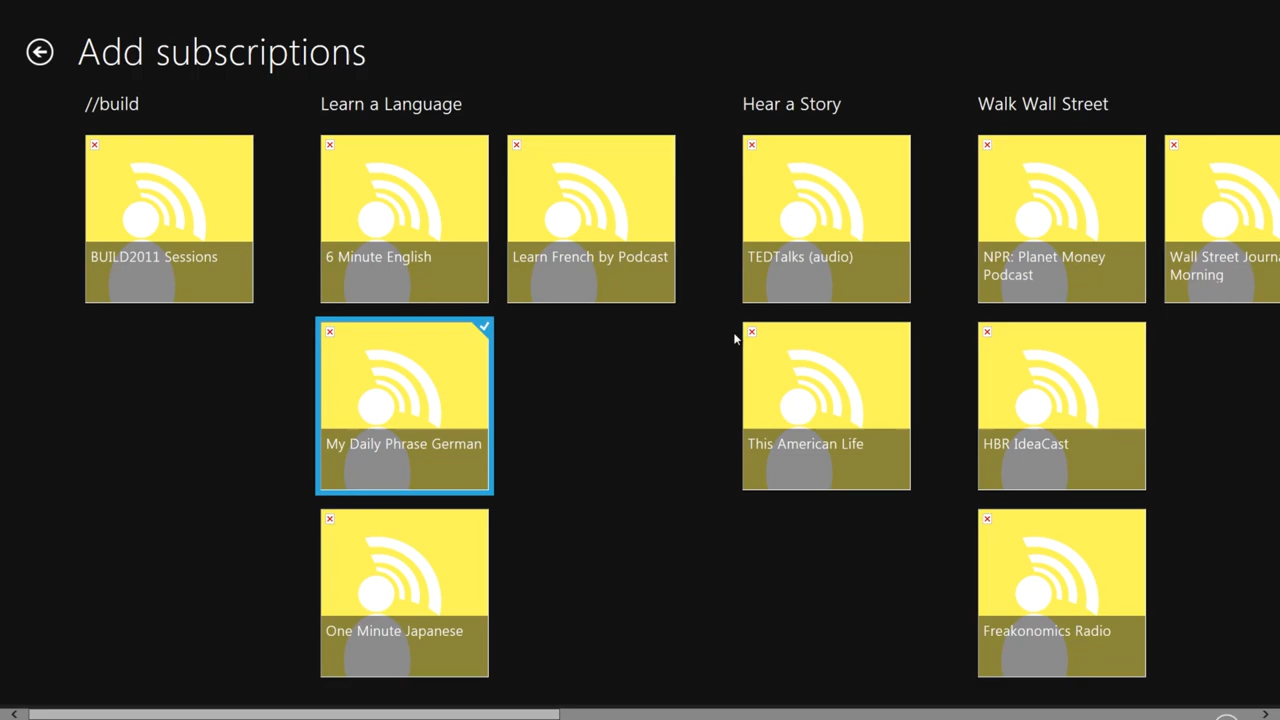 Add subscriptions
//build
Learn a Language
Hear a Story
Walk Wall Street
BUILD2011 Sessions
6 Minute English
Learn French by Podcast
TEDTalks (audio)
NPR: Planet Money
Podcast
Wall Street Journa
Morning
My Daily Phrase German
This American Life
HBR IdeaCast
One Minute Japanese
Freakonomics Radio